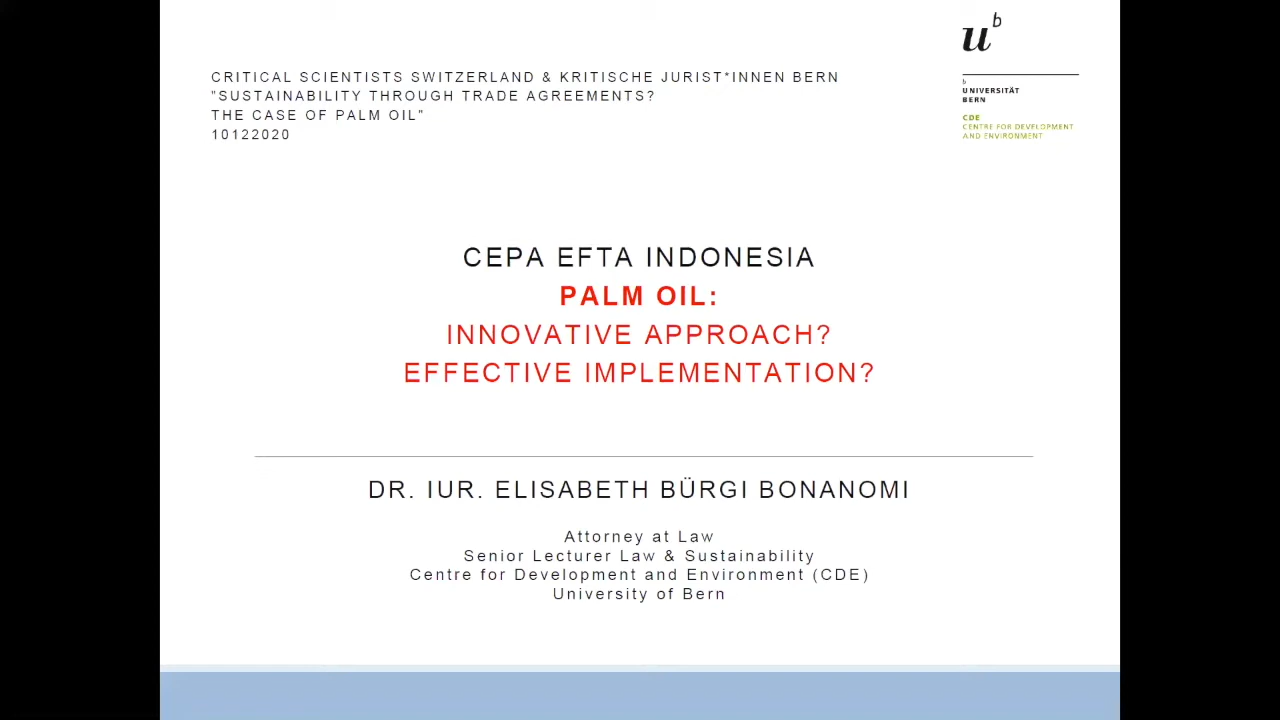 CRITICAL SCIENTISTS SWITZERLAND & KRITISCHE JURIST*INNEN BERN
"SUSTAINABILITY THROUGH TRADE AGREEMENTS?
THE CASE OF PALM OIL"
10122020
u b
b
UNIVERSITÄT
BERN
CDE
CENTRE FOR DEVELOPMENT
AND ENVIRONMENT
CEPA EFTA INDONESIA
PALM OIL:
INNOVATIVE APPROACH?
EFFECTIVE IMPLEMENTATION?
DR. IUR. ELISABETH BÜRGI BONANOMI
Attorney at Law
Senior Lecturer Law & Sustainability
Centre for Development and Environment (CDE)
University of Bern